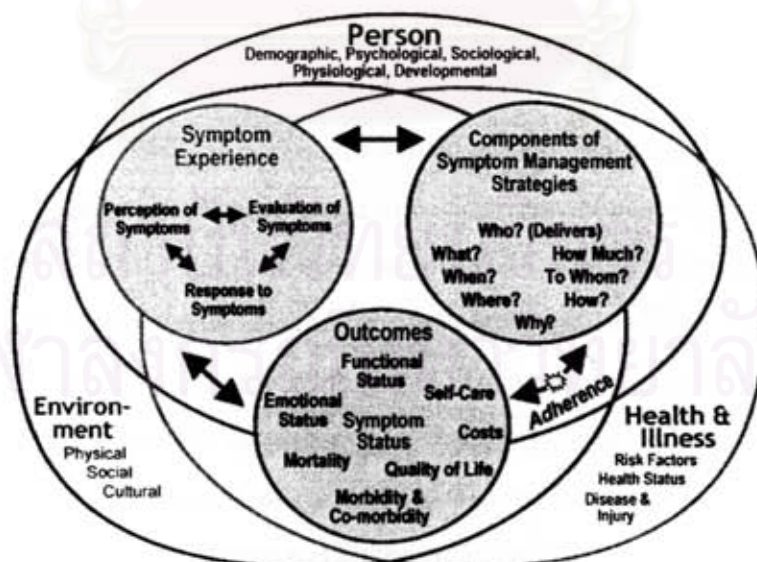 Person
Demographic, Psychological, Sociological,
Physiological, Developmental
Symptom
Experience
Perception of
Symptoms
Evaluation of
Symptoms
Response to
Symptoms
Components of
Symptom Management
Strategies
Who? (Delivers)
What?
How Much?
When?
To Whom?
Where?
How?
Why?
Outcomes
Functional
Status
Emotional
Status
Self-Care
Symptom
Status
Costs
Mortality
Quality of Life
Morbidity &
Co-morbidity
Adherence
Environ-
ment
Physical
Social
Cultural
Health &
Illness
Risk Factors
Health Status
Disease &
Injury